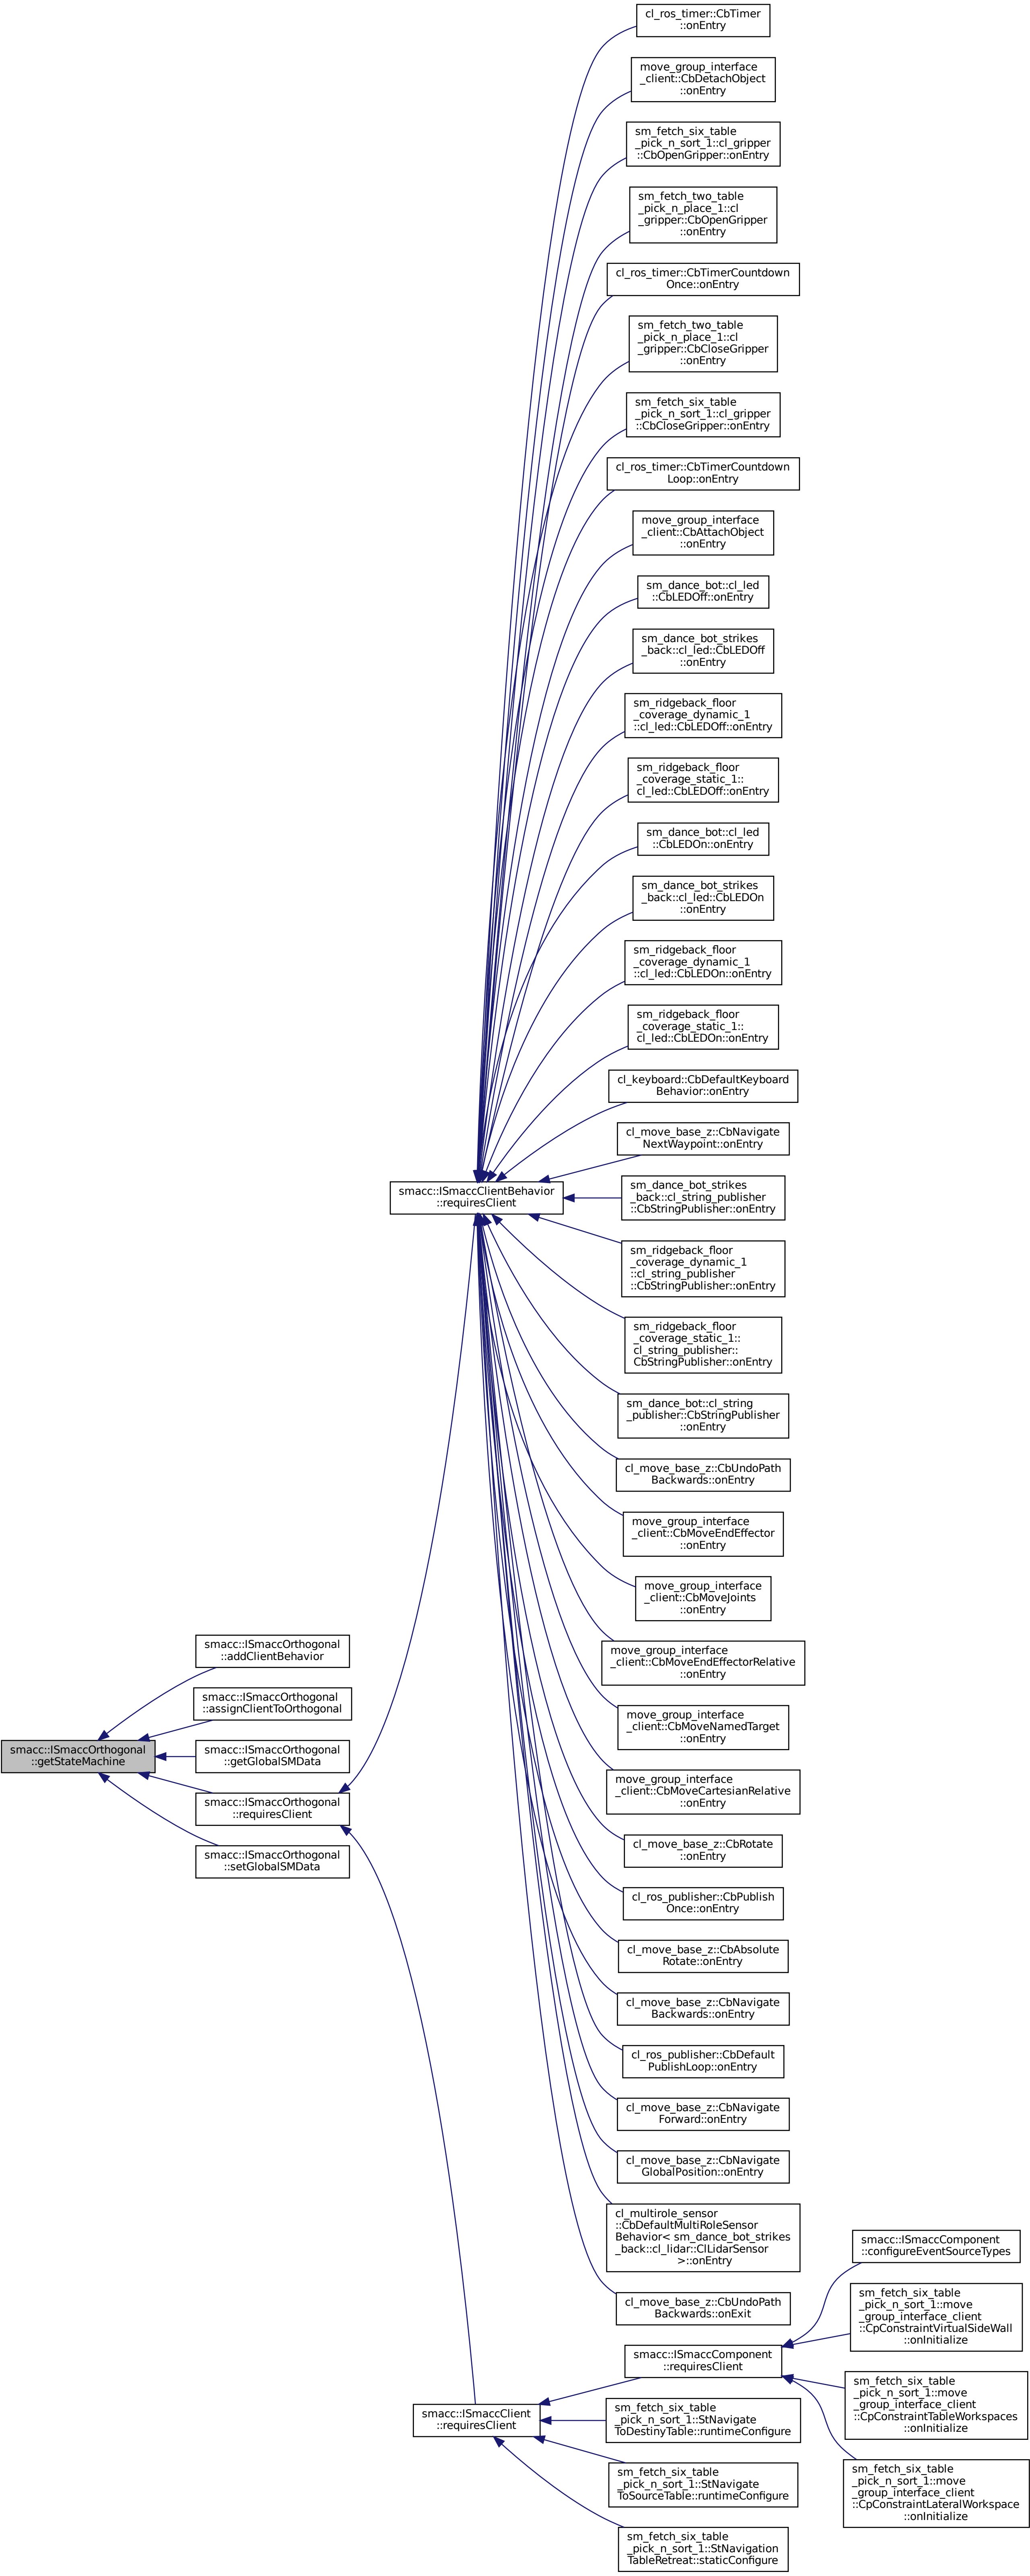 cl_ros_timer::CbTimer
::onEntry
move_group_interface
_client::CbDetachObject
::onEntry
sm_fetch_six_table
_pick_n_sort_1::cl_gripper
::CbOpenGripper::onEntry
sm_fetch_two_table
_pick_n_place_1::cl
_gripper::CbOpenGripper
::onEntry
cl_ros_timer::CbTimerCountdown
Once::onEntry
sm_fetch_two_table
_pick_n_place_1::cl
_gripper::CbCloseGripper
::onEntry
sm_fetch_six_table
_pick_n_sort_1::cl_gripper
::CbCloseGripper::onEntry
cl_ros_timer::CbTimerCountdown
Loop::onEntry
move_group_interface
_client::CbAttachObject
::onEntry
sm_dance_bot::cl_led
::CbLEDOff::onEntry
sm_dance_bot_strikes
_back::cl_led::CbLEDOff
::onEntry
sm_ridgeback_floor
_coverage_dynamic_1
::cl_led::CbLEDOff::onEntry
sm_ridgeback_floor
_coverage_static_1::
cl_led::CbLEDOff::onEntry
sm_dance_bot::cl_led
::CbLEDOn::onEntry
sm_dance_bot_strikes
_back::cl_led::CbLEDOn
::onEntry
sm_ridgeback_floor
_coverage_dynamic_1
::cl_led::CbLEDOn::onEntry
sm_ridgeback_floor
_coverage_static_1::
cl_led::CbLEDOn::onEntry
cl_keyboard::CbDefaultKeyboard
Behavior::onEntry
cl_move_base_z::CbNavigate
NextWaypoint::onEntry
smacc::ISmaccClientBehavior
::requiresClient
sm_dance_bot_strikes
_back::cl_string_publisher
::CbStringPublisher::onEntry
sm_ridgeback_floor
_coverage_dynamic_1
::cl_string_publisher
::CbStringPublisher::onEntry
sm_ridgeback_floor
_coverage_static_1::
cl_string_publisher::
CbStringPublisher::onEntry
sm_dance_bot::cl_string
_publisher::CbStringPublisher
::onEntry
cl_move_base_z::CbUndoPath
Backwards::onEntry
move_group_interface
_client::CbMoveEndEffector
::onEntry
move_group_interface
_client::CbMoveJoints
::onEntry
move_group_interface
_client::CbMoveEndEffectorRelative
::onEntry
move_group_interface
_client::CbMoveNamedTarget
::onEntry
move_group_interface
_client::CbMoveCartesianRelative
::onEntry
cl_move_base_z::CbRotate
::onEntry
cl_ros_publisher::CbPublish
Once::onEntry
cl_move_base_z::CbAbsolute
Rotate::onEntry
cl_move_base_z::CbNavigate
Backwards::onEntry
cl_ros_publisher::CbDefault
PublishLoop::onEntry
cl_move_base_z::CbNavigate
Forward::onEntry
cl_move_base_z::CbNavigate
GlobalPosition::onEntry
cl_multirole_sensor
::CbDefaultMultiRoleSensor
Behavior< sm_dance_bot_strikes
_back::cl_lidar::ClLidarSensor
>::onEntry
cl_move_base_z::CbUndoPath
Backwards::onExit
smacc::ISmaccOrthogonal
::addClientBehavior
smacc::ISmaccOrthogonal
::assignClientToOrthogonal
smacc::ISmaccOrthogonal
::getStateMachine
smacc::ISmaccOrthogonal
::getGlobalSMData
smacc::ISmaccOrthogonal
::requiresClient
smacc::ISmaccOrthogonal
::setGlobalSMData
smacc::ISmaccComponent
::configureEventSourceTypes
sm_fetch_six_table
_pick_n_sort_1::move
_group_interface_client
::CpConstraintVirtualSideWall
::onInitialize
smacc::ISmaccComponent
::requiresClient
sm_fetch_six_table
_pick_n_sort_1::move
_group_interface_client
::CpConstraintTableWorkspaces
::onInitialize
smacc::ISmaccClient
::requiresClient
sm_fetch_six_table
_pick_n_sort_1::StNavigate
ToDestinyTable::runtimeConfigure
sm_fetch_six_table
_pick_n_sort_1::move
_group_interface_client
::CpConstraintLateralWorkspace
::onInitialize
sm_fetch_six_table
_pick_n_sort_1::StNavigate
ToSourceTable::runtimeConfigure
sm_fetch_six_table
_pick_n_sort_1::StNavigation
TableRetreat::staticConfigure